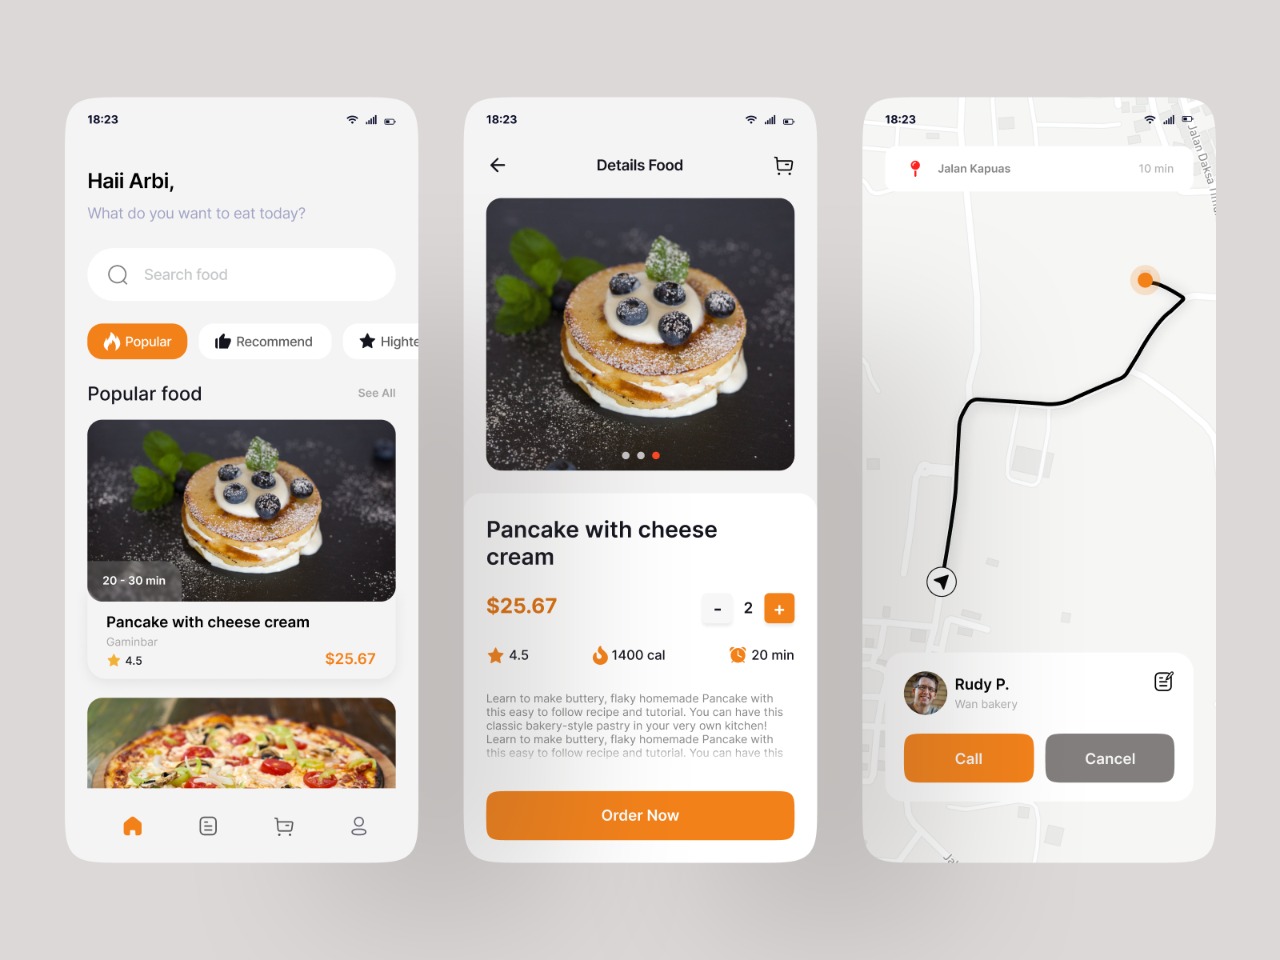 18:23
Haii Arbi,
What do you want to eat today?
Search food
Popular
Recommend
Highte
Popular food
See All
20 - 30 min
Pancake with cheese cream
Gaminbar
4.5
$25.67
18:23
Details Food
Pancake with cheese
cream
$25.67
- 2 +
4.5
1400 cal
20 min
Learn to make buttery, flaky homemade Pancake with
this easy to follow recipe and tutorial. You can have this
classic bakery-style pastry in your very own kitchen!
Learn to make buttery, flaky homemade Pancake with
this easy to follow recipe and tutorial. You can have this
Order Now
18:23
Jalan Kapuas
10 min
Jalan Daksa Timur
Rudy P.
Wan bakery
Call
Cancel
Ja